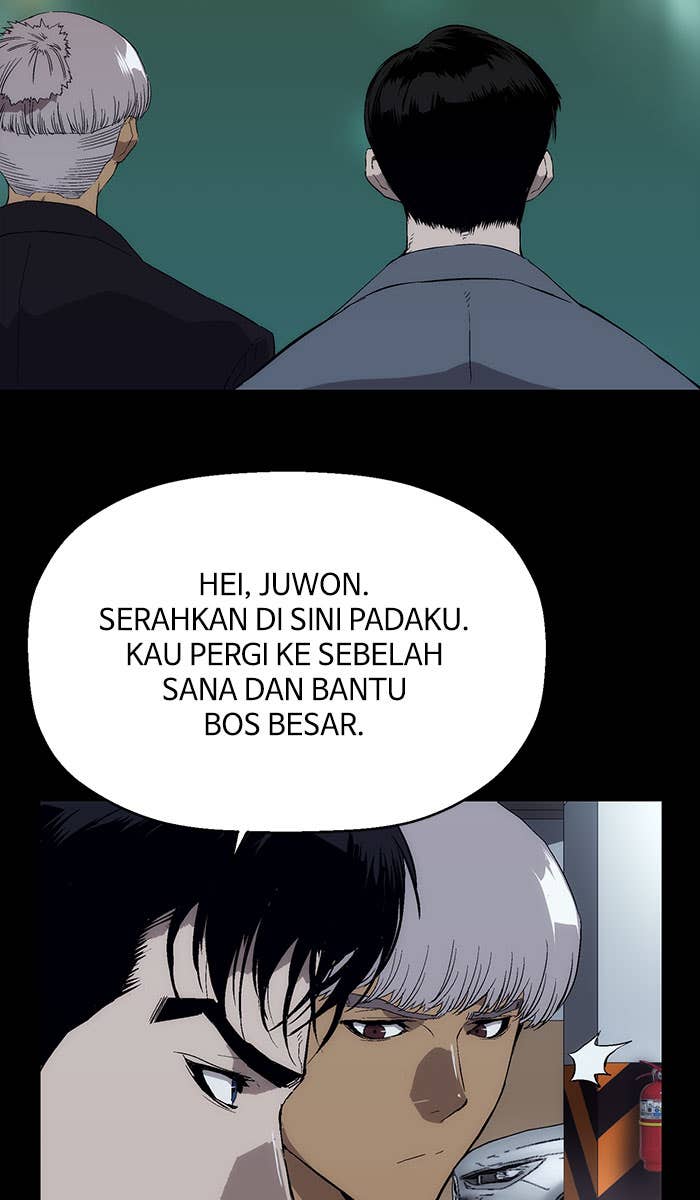 HEI, JUWON.
SERAHKAN DI SINI PADAKU.
KAU PERGI KE SEBELAH
SANA DAN BANTU
BOS BESAR.